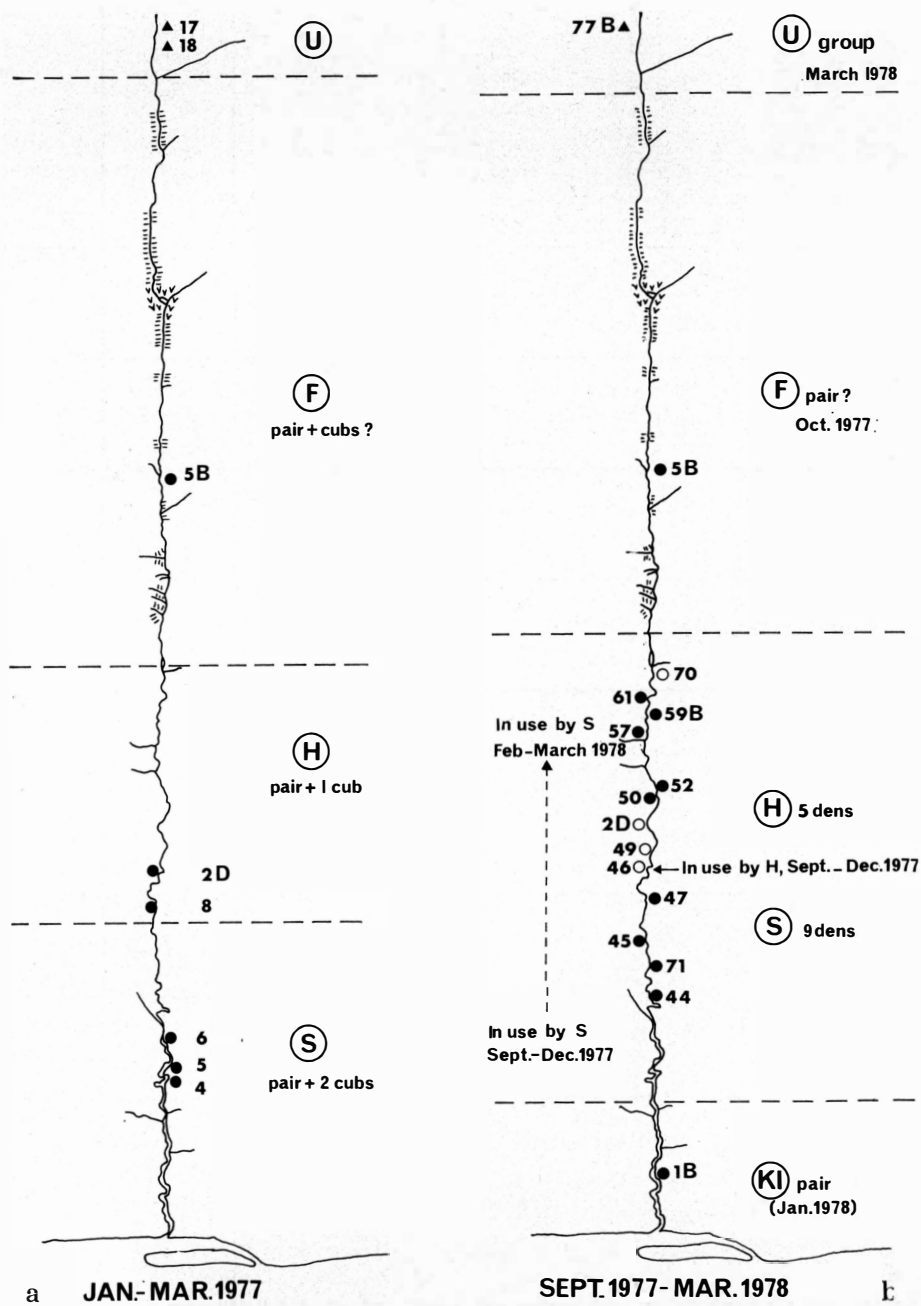 17
18
U
F
pair + cubs ?
5B
H
pair + 1 cub
2D
8
6
5
4
S
pair + 2 cubs
a
JAN.-MAR.1977
77 B
U group
March 1978
F pair ?
Oct. 1977
5B
70
61
59B
57
In use by S
Feb-March 1978
52
50
2D
49
46
H 5 dens
In use by H, Sept. - Dec. 1977
47
S 9 dens
45
71
44
In use by S
Sept.-Dec.1977
1B
KI pair
(Jan.1978)
SEPT. 1977- MAR. 1978
b